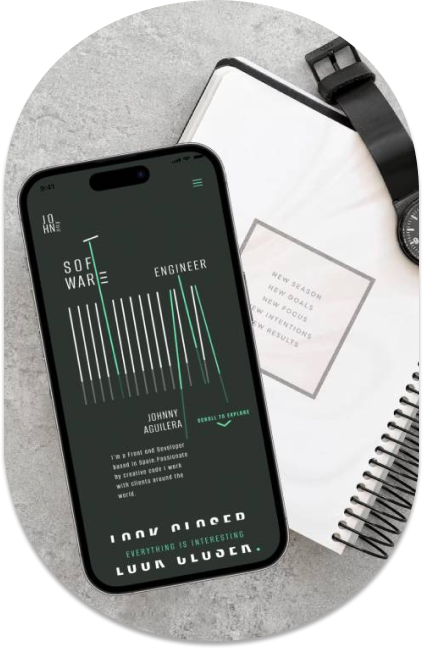 9:41
JO
HN
SOF
WARE
ENGINEER
JOHNNY
AGUILERA
SCROLL TO EXPLORE
I'm a Front end Developer
based in Spain.Passionate
by creative code i work
with clients around the
world.
LOOK CLOSER
EVERYTHING IS INTERESTING
LOOK CLOSER.
NEW SEASON
NEW GOALS
NEW FOCUS
NEW INTENTIONS
NEW RESULTS